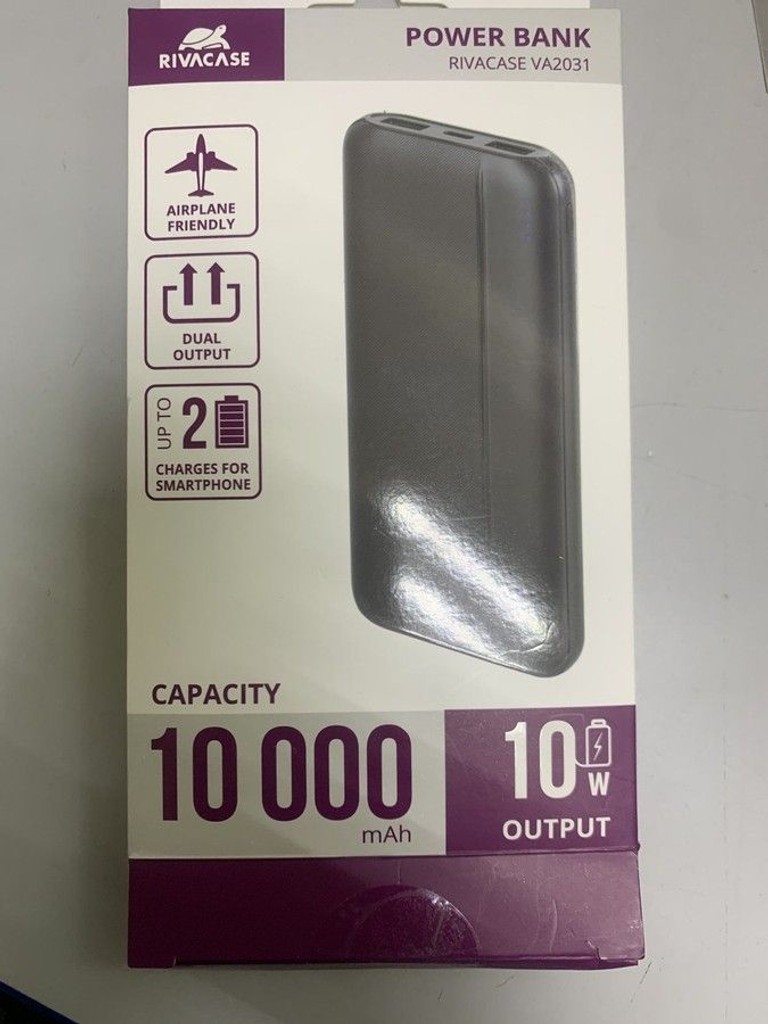 RIVACASE
POWER BANK
RIVACASE VA2031
AIRPLANE
FRIENDLY
DUAL
OUTPUT
UP TO
2
CHARGES FOR
SMARTPHONE
CAPACITY
10 000
mAh
10 W
OUTPUT